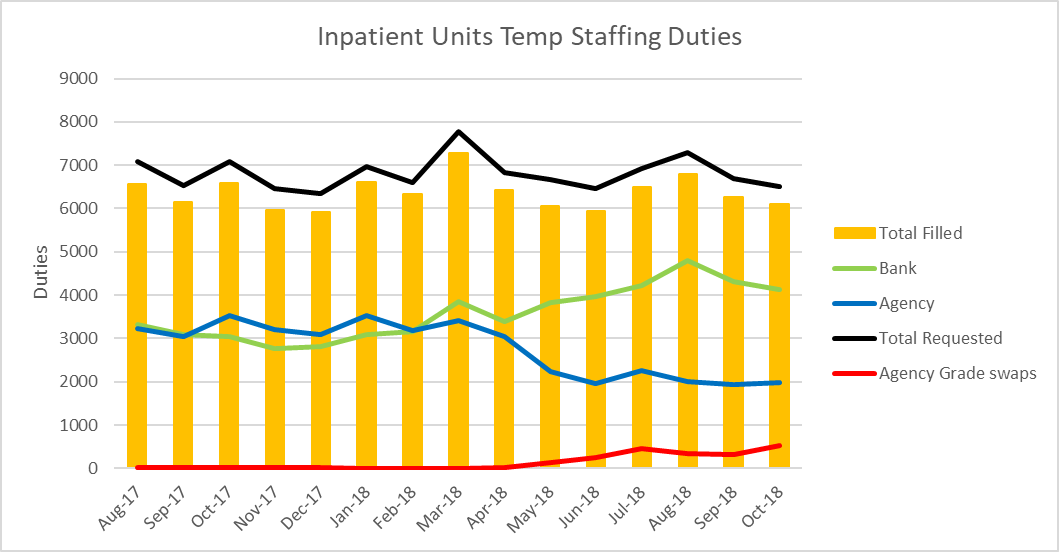 Inpatient Units Temp Staffing Duties
9000
8000
7000
6000
5000
4000
3000
2000
1000
0
Duties
Aug-17
Sep-17
Oct-17
Nov-17
Dec-17
Jan-18
Feb-18
Mar-18
Apr-18
May-18
Jun-18
Jul-18
Aug-18
Sep-18
Oct-18
Total Filled
Bank
Agency
Total Requested
Agency Grade swaps